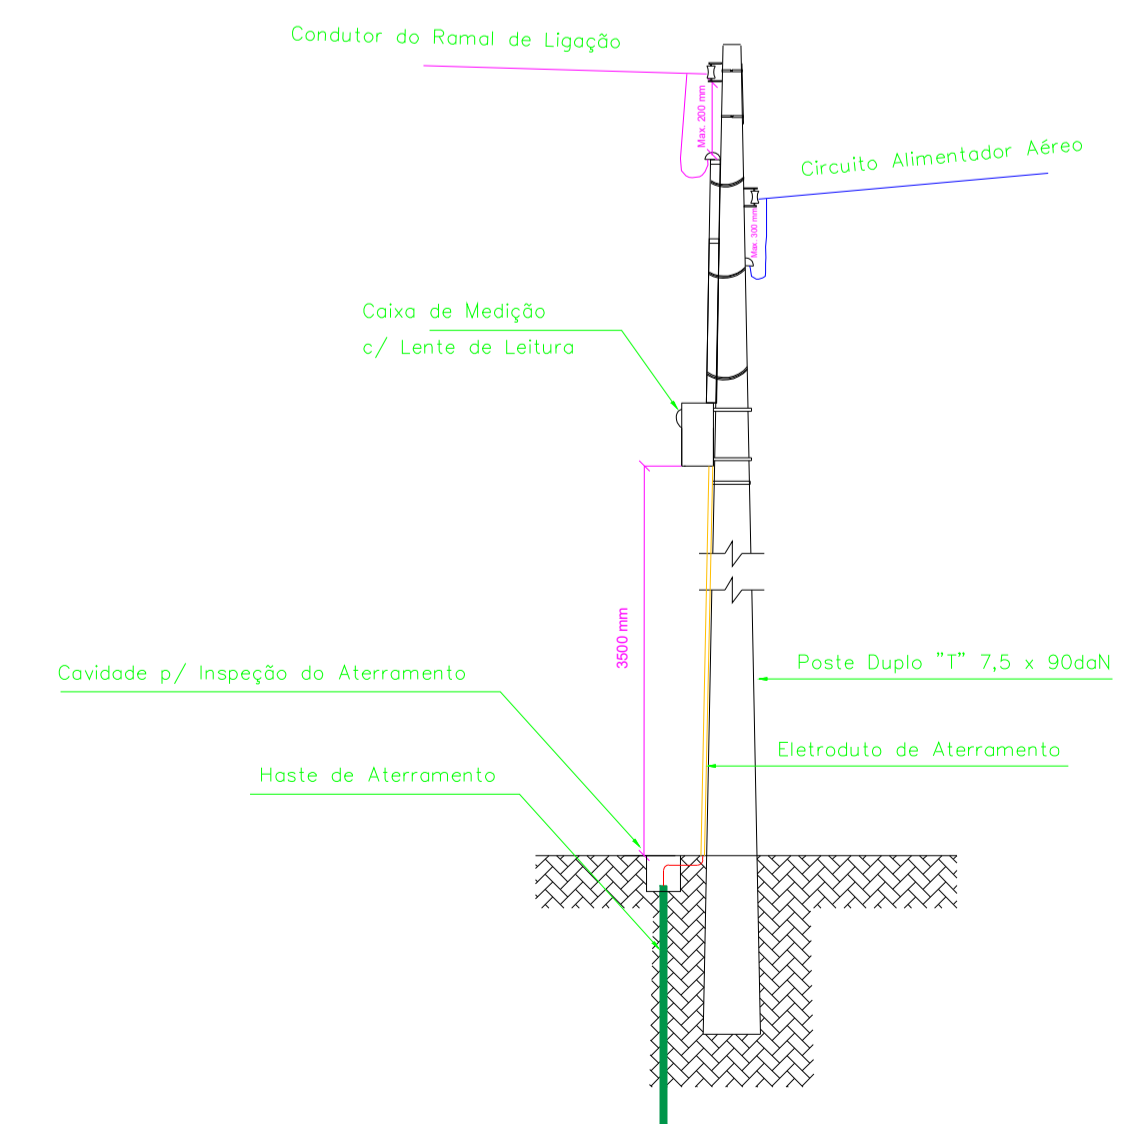 Condutor do Ramal de Ligação
Max. 200 mm
Circuito Alimentador Aéreo
Max. 300 mm
Caixa de Medição
c/ Lente de Leitura
3500 mm
Poste Duplo "T" 7,5 x 90daN
Cavidade p/ Inspeção do Aterramento
Eletroduto de Aterramento
Haste de Aterramento